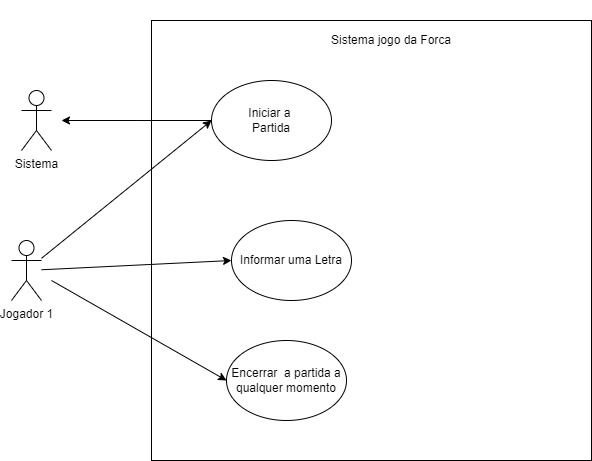 Sistema jogo da Forca
Iniciar a
Partida
Sistema
Informar uma Letra
Jogador 1
Encerrar  a partida a
qualquer momento